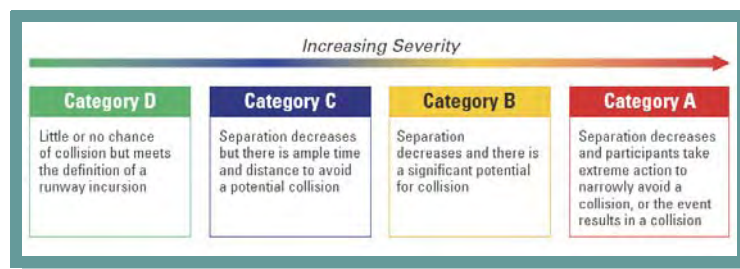 Increasing Severity
Category D
Little or no chance
of collision but meets
the definition of a
runway incursion
Category C
Separation decreases
but there is ample time
and distance to avoid
a potential collision
Category B
Separation
decreases and there is
a significant potential
for collision
Category A
Separation decreases
and participants take
extreme action to
narrowly avoid a
collision, or the event
results in a collision